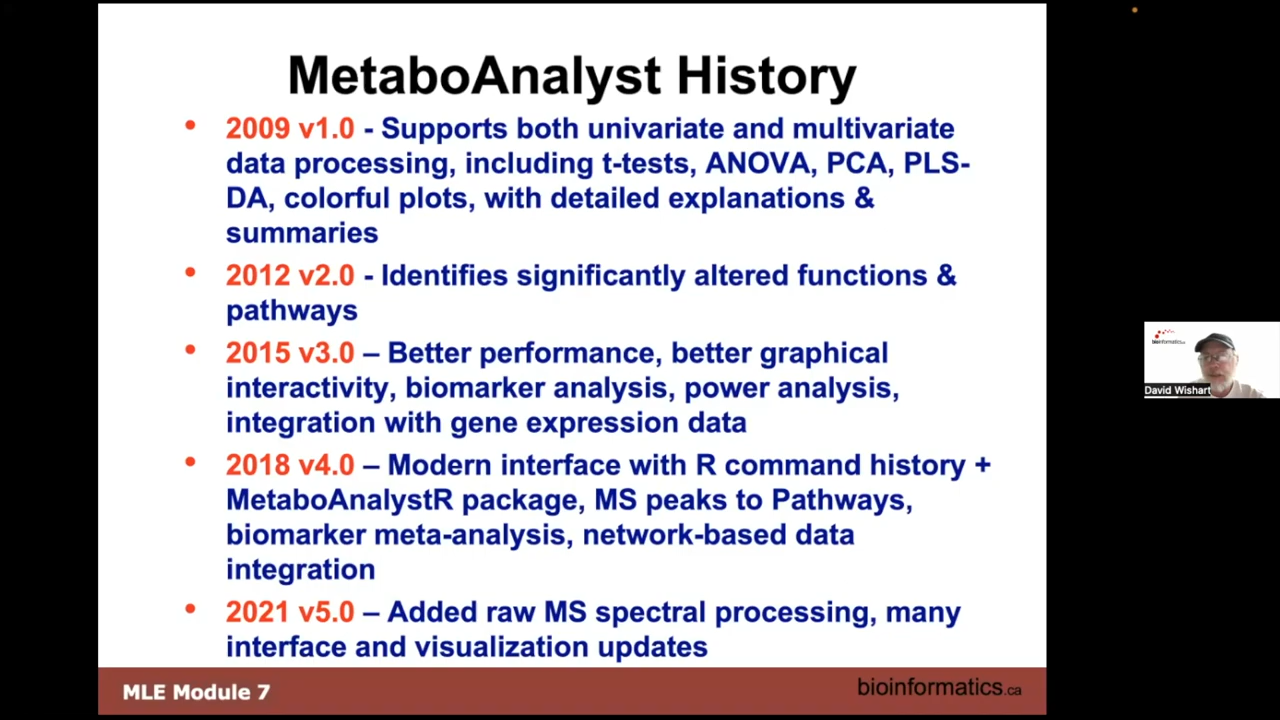 MetaboAnalyst History
• 2009 v1.0 - Supports both univariate and multivariate
data processing, including t-tests, ANOVA, PCA, PLS-
DA, colorful plots, with detailed explanations &
summaries
• 2012 v2.0 - Identifies significantly altered functions &
pathways
• 2015 v3.0 – Better performance, better graphical
interactivity, biomarker analysis, power analysis,
integration with gene expression data
• 2018 v4.0 – Modern interface with R command history +
MetaboAnalystR package, MS peaks to Pathways,
biomarker meta-analysis, network-based data
integration
• 2021 v5.0 – Added raw MS spectral processing, many
interface and visualization updates
MLE Module 7
bioinformatics.ca
bioinformatics.ca
David Wishart